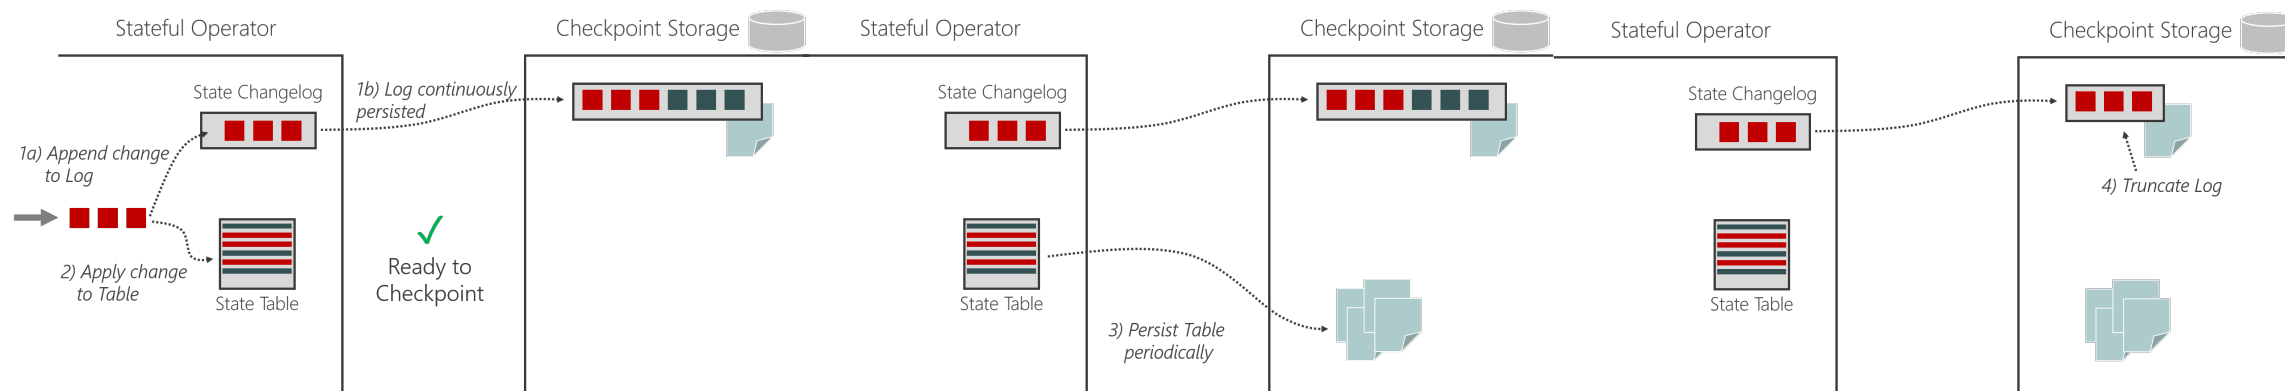 Stateful Operator
Checkpoint Storage
Stateful Operator
Checkpoint Storage
Stateful Operator
Checkpoint Storage
State Changelog
1b) Log continuously
persisted
1a) Append change
to Log
2) Apply change
to Table
State Table
Ready to
Checkpoint
State Changelog
State Table
3) Persist Table
periodically
State Changelog
State Table
4) Truncate Log